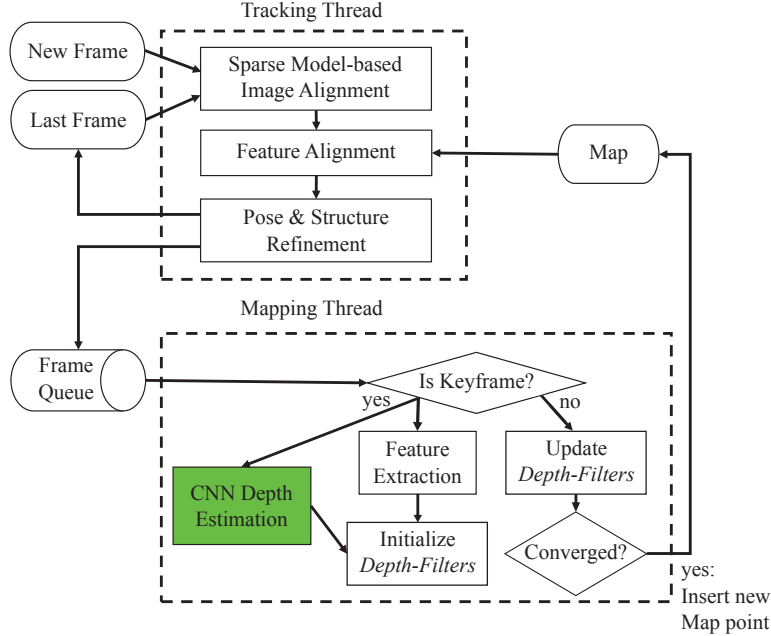 Tracking Thread
New Frame
Sparse Model-based
Image Alignment
Last Frame
Feature Alignment
Map
Pose & Structure
Refinement
Mapping Thread
Frame
Queue
Is Keyframe?
yes
no
Feature
Extraction
Update
Depth-Filters
CNN Depth
Estimation
Initialize
Depth-Filters
Converged?
yes:
Insert new
Map point